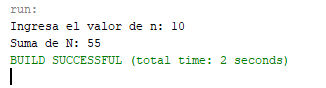 run:
Ingresa el valor de n: 10
Suma de N: 55
BUILD SUCCESSFUL (total time: 2 seconds)